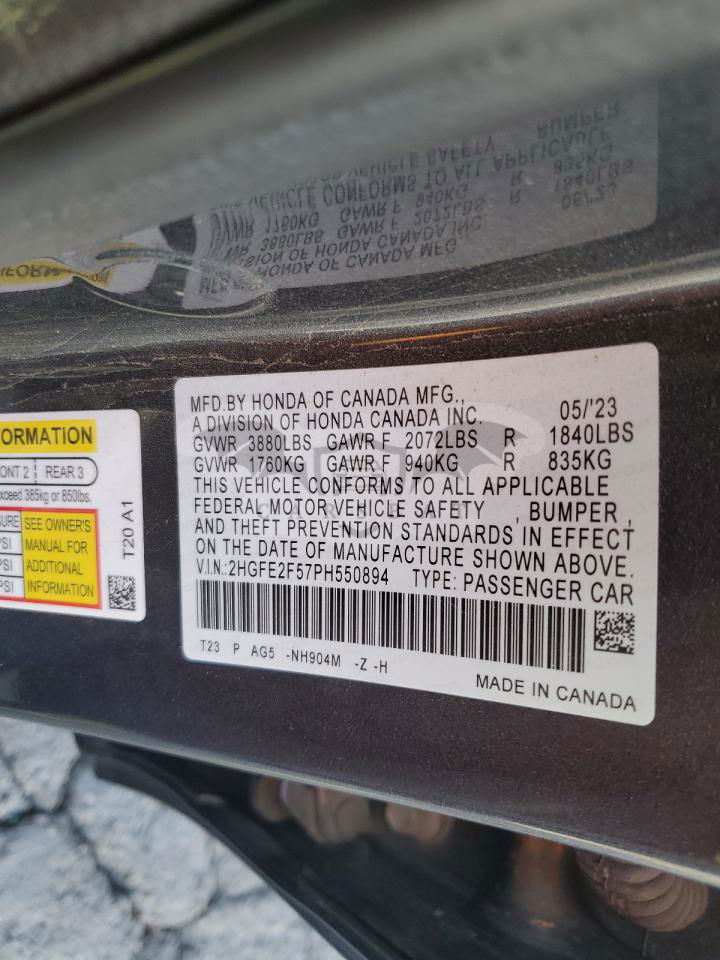 MFD.BY HONDA OF CANADA MFG.,
A DIVISION OF HONDA CANADA INC. 05/'23
GVWR 3880LBS GAWR F 2072LBS R 1840LBS
GVWR 1760KG GAWR F 940KG R 835KG
THIS VEHICLE CONFORMS TO ALL APPLICABLE
FEDERAL MOTOR VEHICLE SAFETY , BUMPER ,
AND THEFT PREVENTION STANDARDS IN EFFECT
ON THE DATE OF MANUFACTURE SHOWN ABOVE.
V.I.N.:2HGFE2F57PH550894 TYPE: PASSENGER CAR
T23 P AG5 -NH904M -Z -H
MADE IN CANADA
REAR 3
385kg or 850lbs.
SEE OWNER'S
MANUAL FOR
ADDITIONAL
INFORMATION
T20 A1